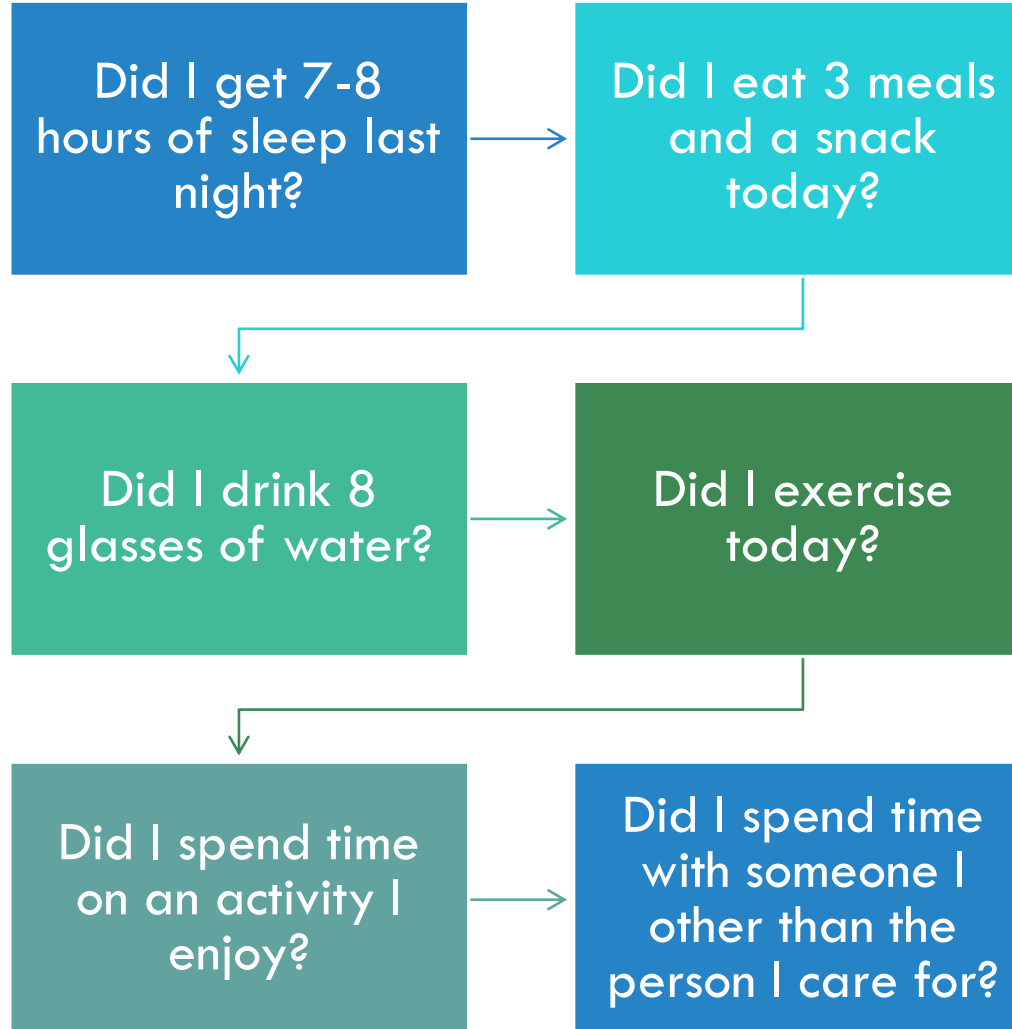 Did I get 7-8
hours of sleep last
night?
Did I eat 3 meals
and a snack
today?
Did I drink 8
glasses of water?
Did I exercise
today?
Did I spend time
on an activity I
enjoy?
Did I spend time
with someone I
other than the
person I care for?